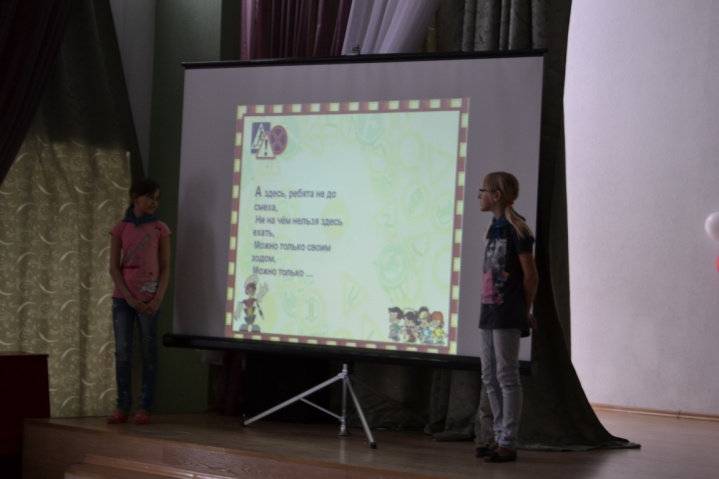 А здесь, ребята не до
смеха,
Ни на чём нельзя здесь
ехать,
Можно только своим
ходом,
Можно только ...